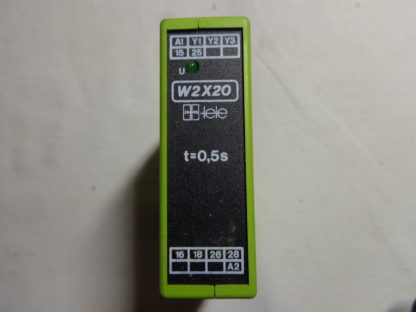 A1 Y1 Y2 Y3
15 25
U
W2X20
tele
t=0,5s
16 18 26 28
A2